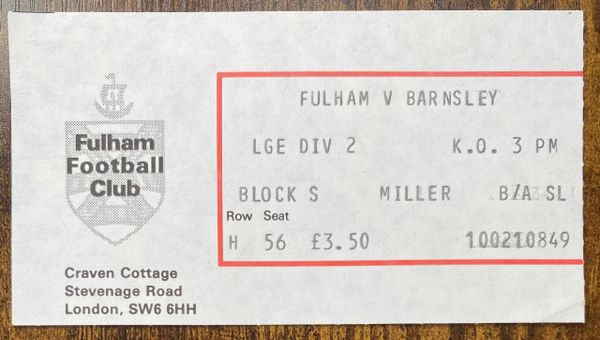 Fulham
Football
Club
Craven Cottage
Stevenage Road
London, SW6 6HH
FULHAM V BARNSLEY
LGE DIV 2 K.O. 3 PM
BLOCK S MILLER B/A SL
Row Seat
H 56 £3.50 100210849